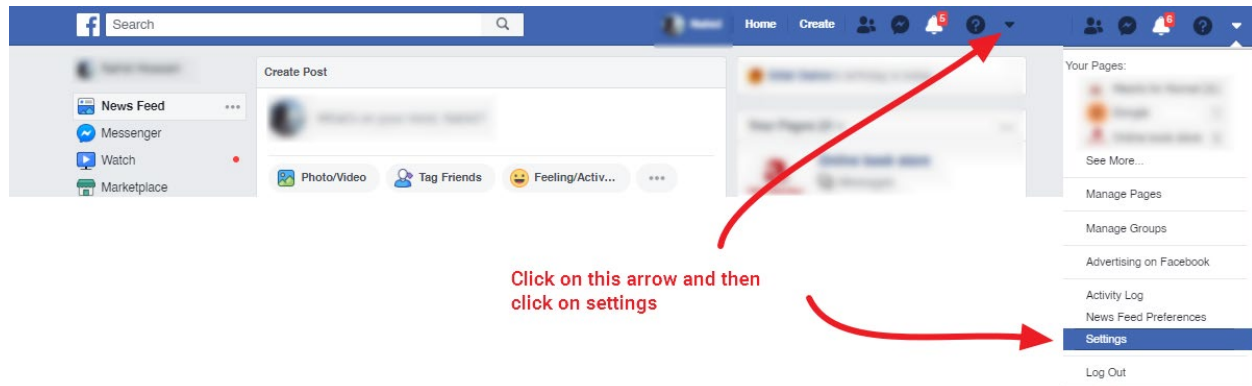 f
Search
Home Create 5
6
Create Post
News Feed
Messenger
Watch
Marketplace
Photo/Video Tag Friends Feeling/Activ...
Click on this arrow and then
click on settings
Your Pages:
See More...
Manage Pages
Manage Groups
Advertising on Facebook
Activity Log
News Feed Preferences
Settings
Log Out